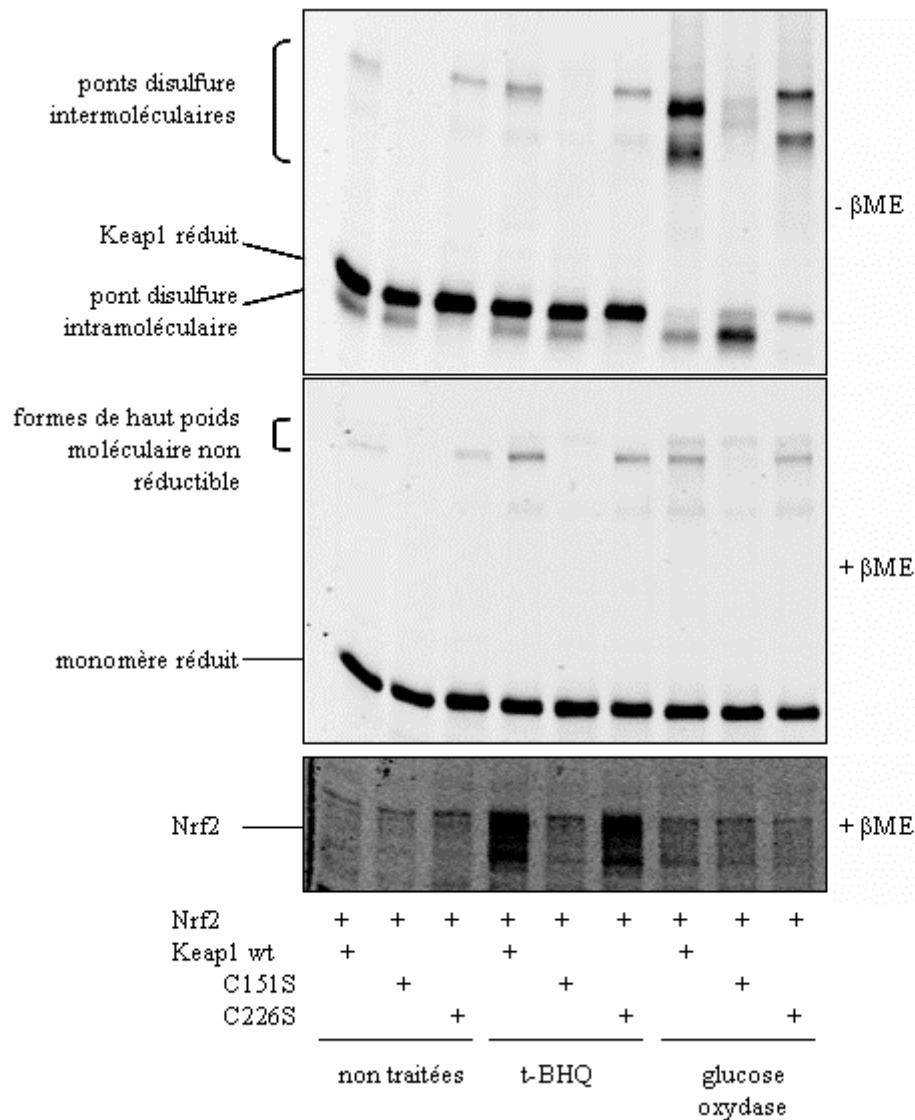 ponts disulfure
intermoléculaires
Keap1 réduit
pont disulfure
intramoléculaire
- βME
formes de haut poids
moléculaire non
réductible
+ βME
monomère réduit
Nrf2
+ βME
Nrf2 + + + + + + + + +
Keap1 wt + + +
C151S + + +
C226S + + +
non traitées t-BHQ glucose
oxydase